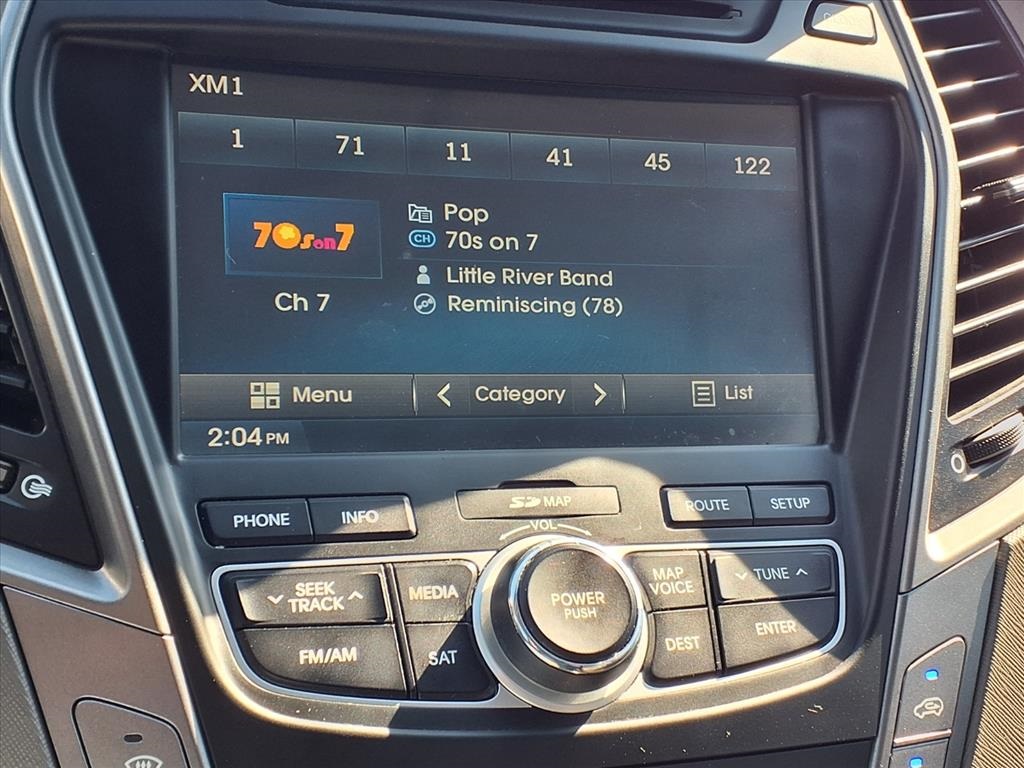 XM1
1 71 11 41 45 122
70s on 7
Ch 7
Pop
CH 70s on 7
Little River Band
Reminiscing (78)
Menu < Category > List
2:04 PM
PHONE INFO
SD MAP
ROUTE SETUP
VOL
SEEK
TRACK
MEDIA
FM/AM
SAT
POWER
PUSH
MAP
VOICE
TUNE
DEST
ENTER
0